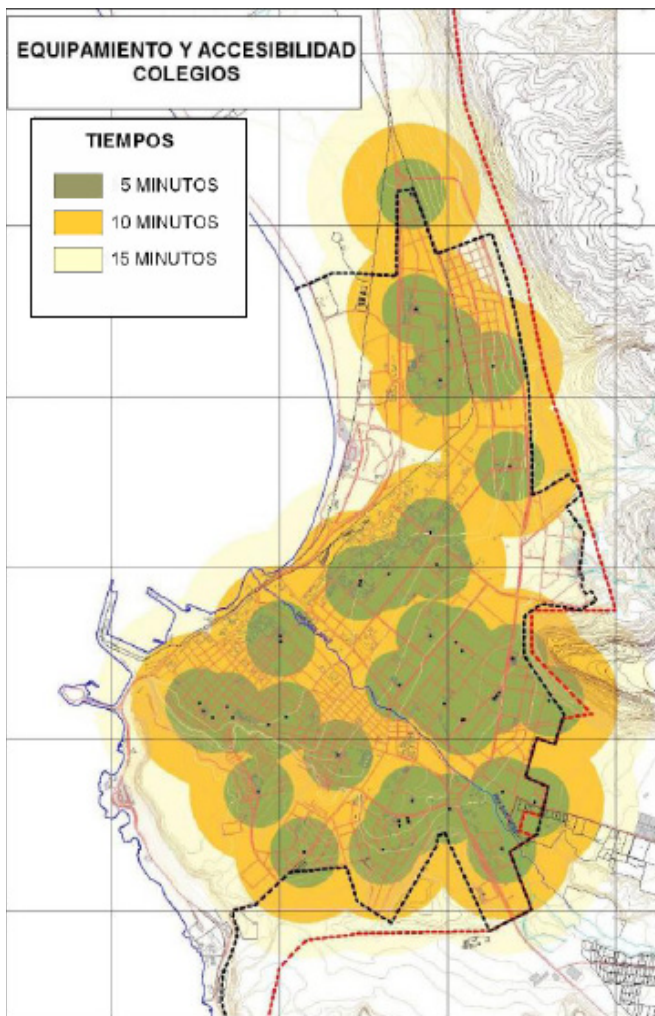 EQUIPAMIENTO Y ACCESIBILIDAD
COLEGIOS
TIEMPOS
5 MINUTOS
10 MINUTOS
15 MINUTOS